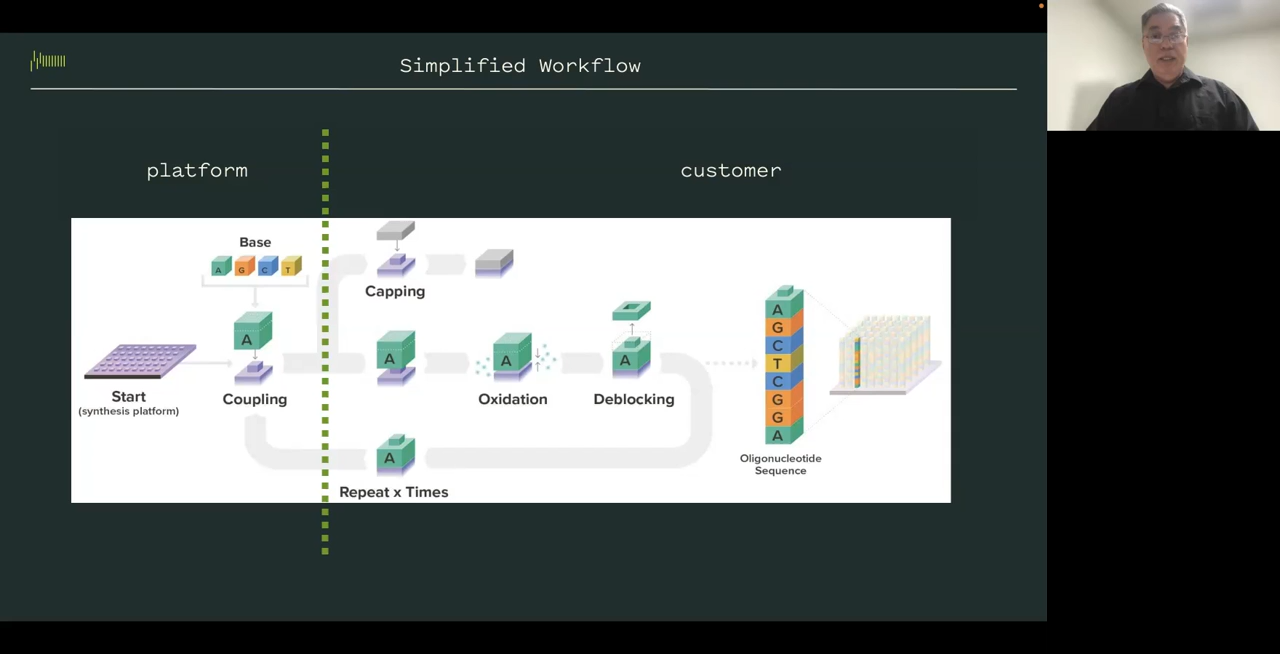 Simplified Workflow
platform
customer
Base
A G C T
A
Start
(synthesis platform)
Coupling
Capping
A
A
Oxidation
A
Deblocking
A
Repeat x Times
A
G
C
T
C
G
G
A
Oligonucleotide
Sequence